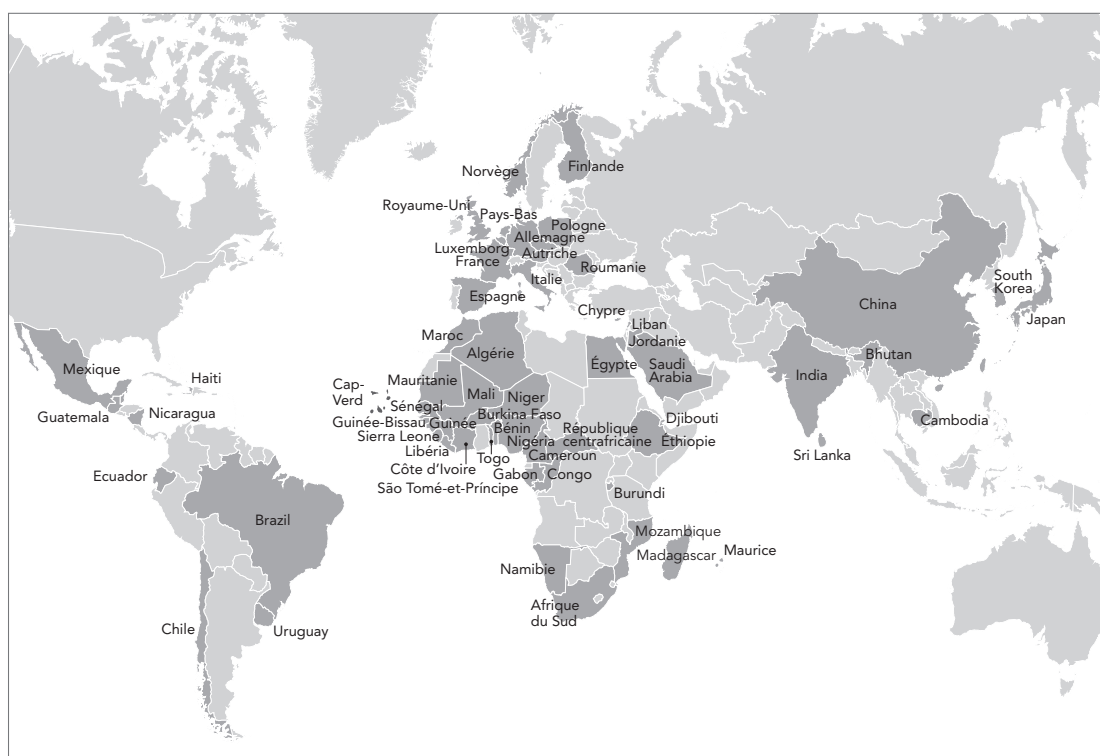 Norvège
Finlande
Royaume-Uni
Pays-Bas
Pologne
Allemagne
Luxemborg
Autriche
France
Italie
Roumanie
Espagne
Chypre
South
Korea
China
Japan
Maroc
Liban
Jordanie
Algérie
Égypte
Saudi
Arabia
Bhutan
India
Mexique
Haiti
Cap-
Verd
Mauritanie
Mali
Niger
Guatemala
Nicaragua
Sénégal
Burkina Faso
Guinée-Bissau
Guinée
Bénin
République
centrafricaine
Djibouti
Cambodia
Sierra Leone
Nigeria
Éthiopie
Libéria
Togo
Cameroun
Sri Lanka
Côte d’Ivoire
Gabon
Congo
Ecuador
São Tomé-et-Príncipe
Burundi
Brazil
Mozambique
Madagascar
Maurice
Namibie
Afrique
du Sud
Chile
Uruguay